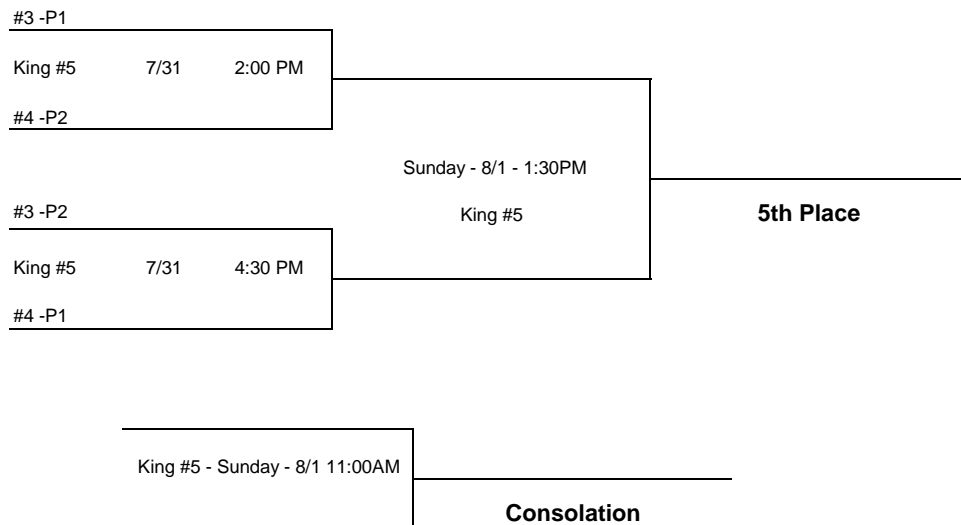 #3 -P1
King #5 7/31 2:00 PM
#4 -P2
Sunday - 8/1 - 1:30PM
#3 -P2
King #5
5th Place
King #5 7/31 4:30 PM
#4 -P1
King #5 - Sunday - 8/1 11:00AM
Consolation